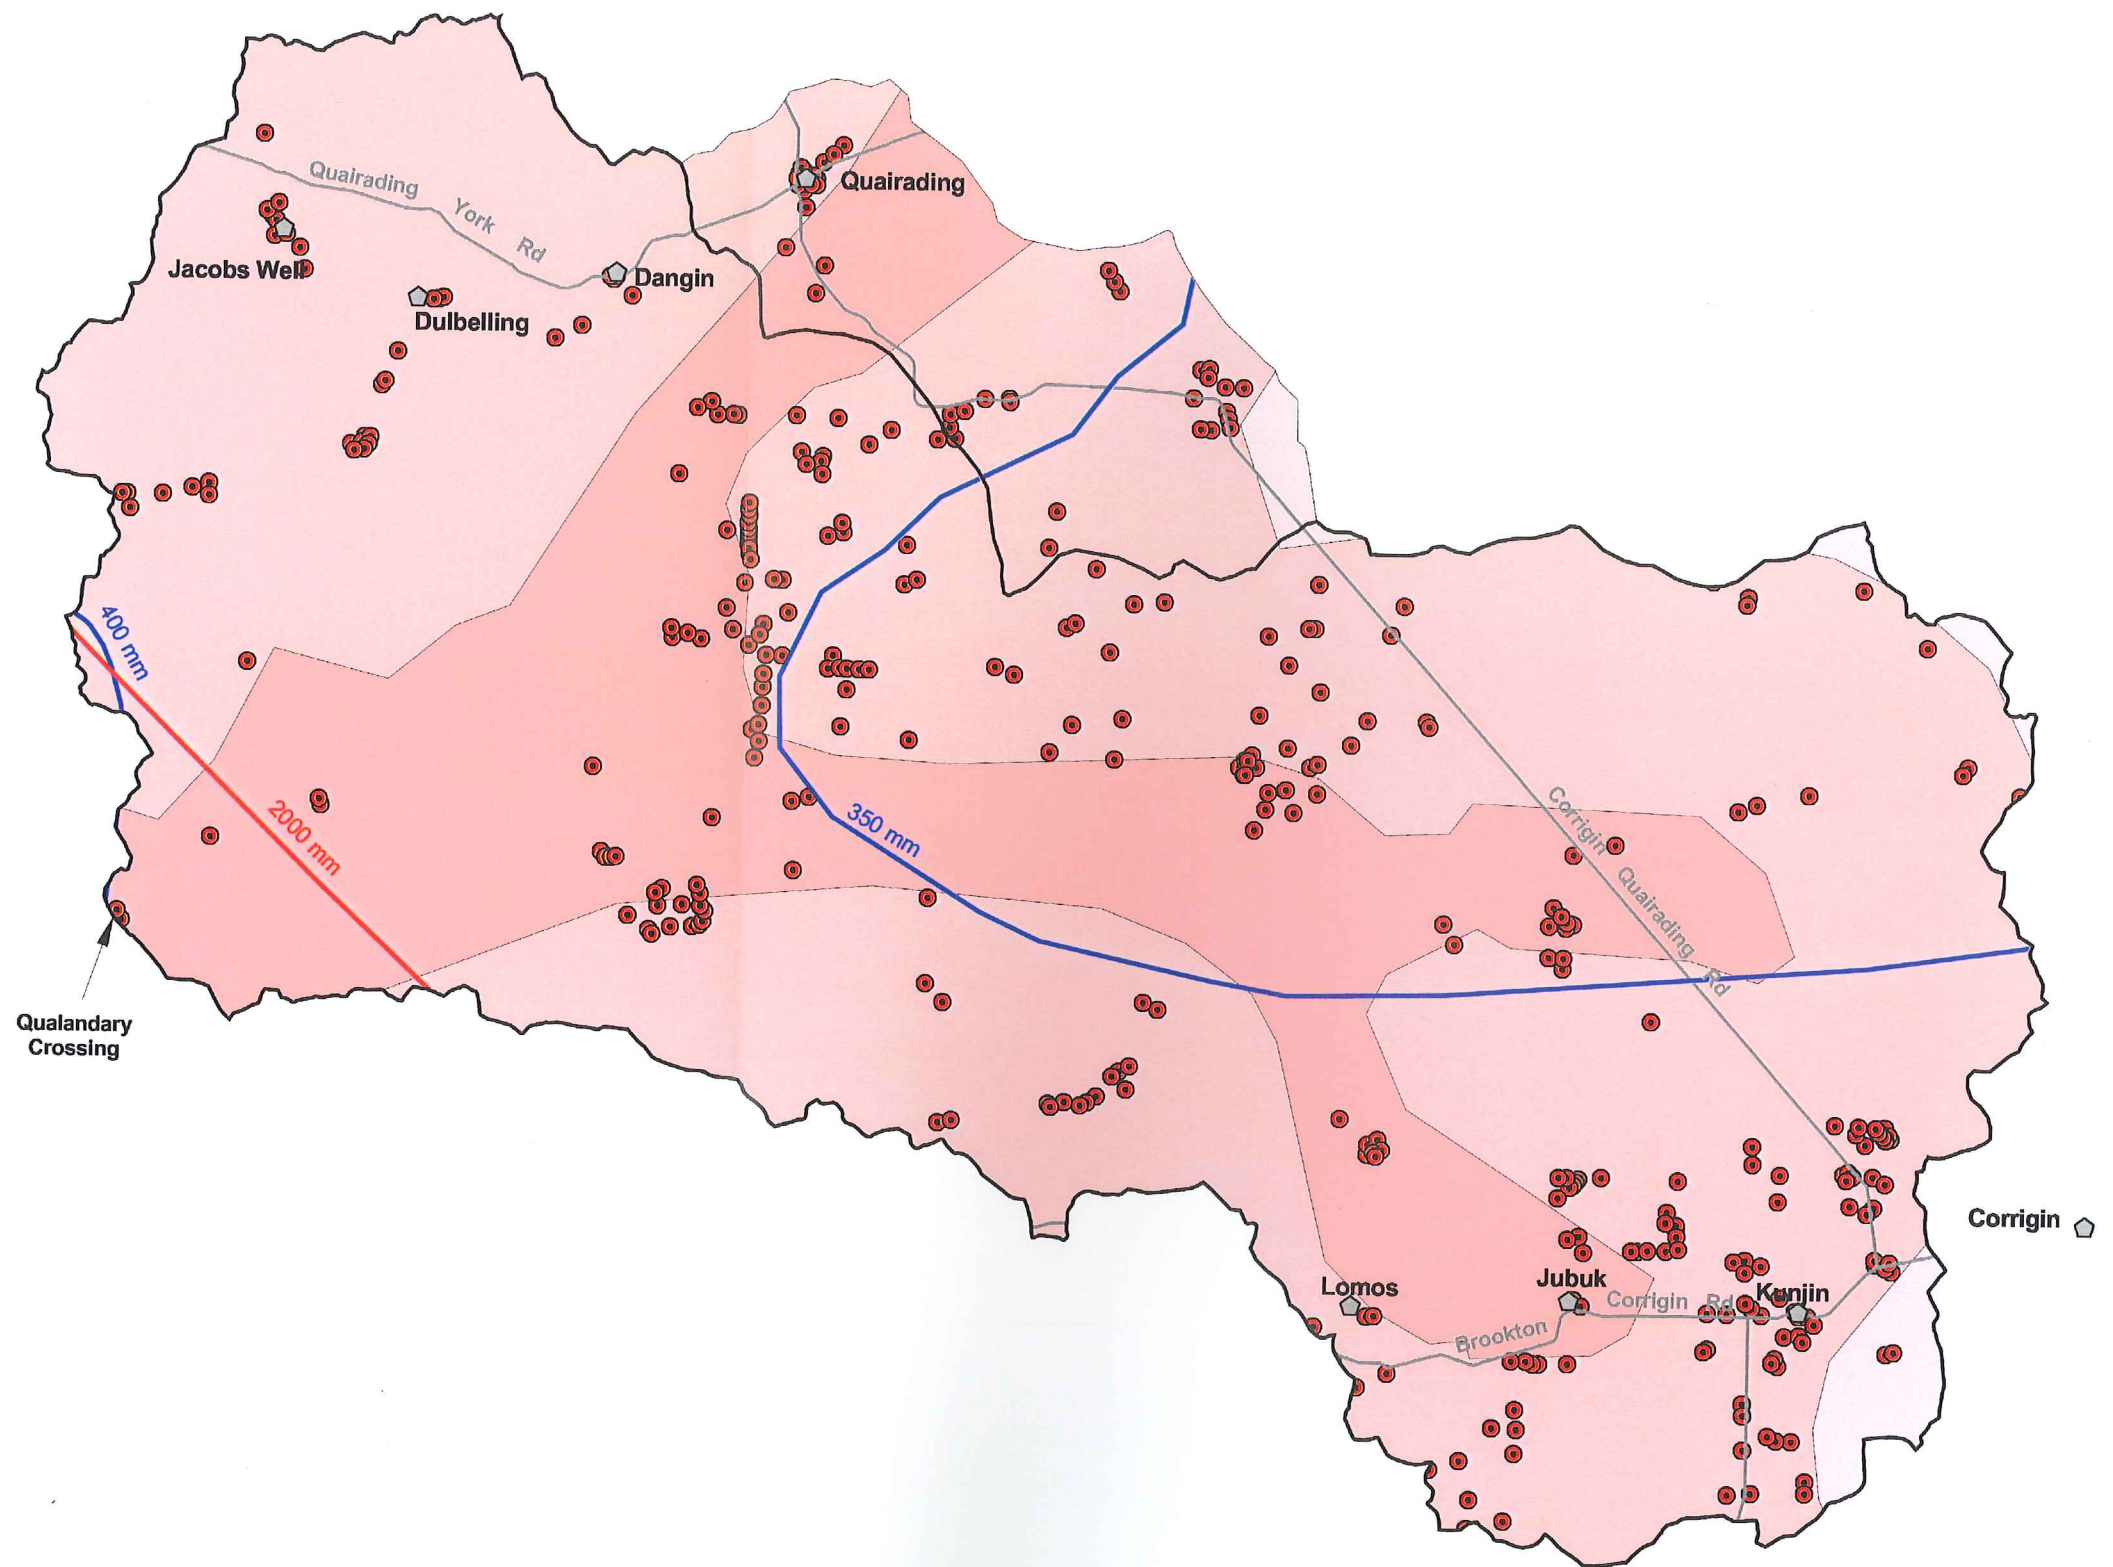 Quairading York Rd
Quairading
Jacobs Well
Dangin
Dulbelling
400 mm
2000 mm
350 mm
Corrigin Quairading Rd
Qualandary
Crossing
Corrigin
Lomos
Jubuk
Kunjin
Brookton Corrigin Rd